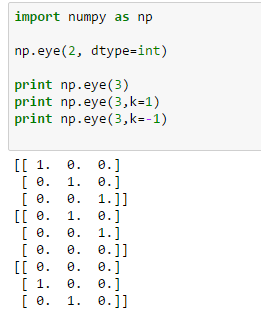 import numpy as np
np.eye(2, dtype=int)
print np.eye(3)
print np.eye(3,k=1)
print np.eye(3,k=-1)
[[ 1.  0.  0.]
 [ 0.  1.  0.]
 [ 0.  0.  1.]]
[[ 0.  1.  0.]
 [ 0.  0.  1.]
 [ 0.  0.  0.]]
[[ 0.  0.  0.]
 [ 1.  0.  0.]
 [ 0.  1.  0.]]